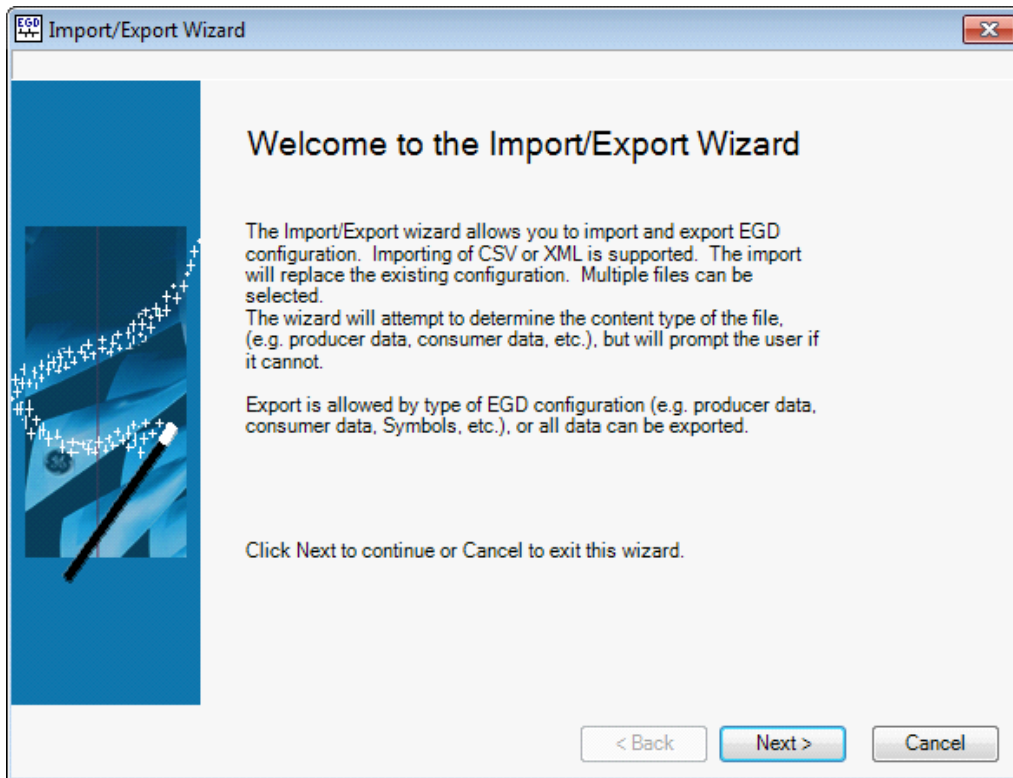 EGD
Import/Export Wizard
Welcome to the Import/Export Wizard
The Import/Export wizard allows you to import and export EGD
configuration. Importing of CSV or XML is supported. The import
will replace the existing configuration. Multiple files can be
selected.
The wizard will attempt to determine the content type of the file,
(e.g. producer data, consumer data, etc.), but will prompt the user if
it cannot.
Export is allowed by type of EGD configuration (e.g. producer data,
consumer data, Symbols, etc.), or all data can be exported.
Click Next to continue or Cancel to exit this wizard.
< Back
Next >
Cancel